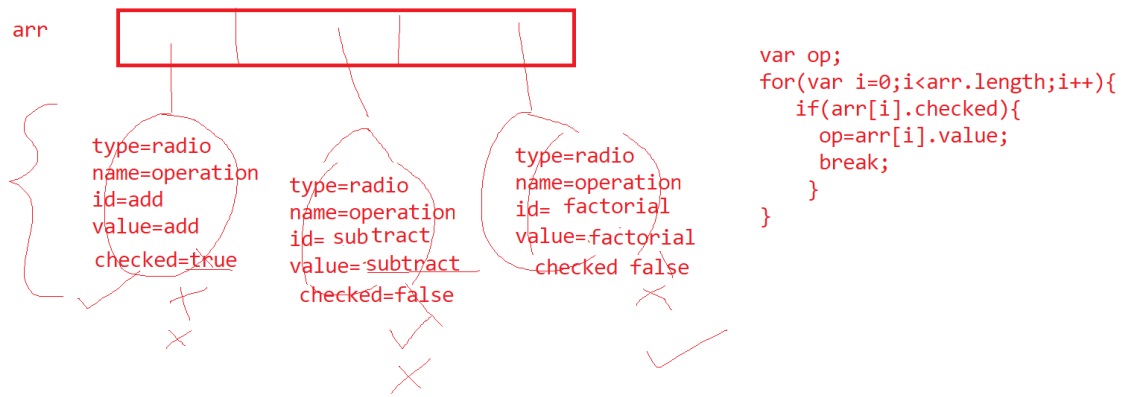 arr
type=radio
name=operation
id=add
value=add
checked=true
type=radio
name=operation
id= subtract
value= subtract
checked=false
type=radio
name=operation
id= factorial
value=factorial
checked false
var op;
for(var i=0;i<arr.length;i++){
if(arr[i].checked){
op=arr[i].value;
break;
}
}